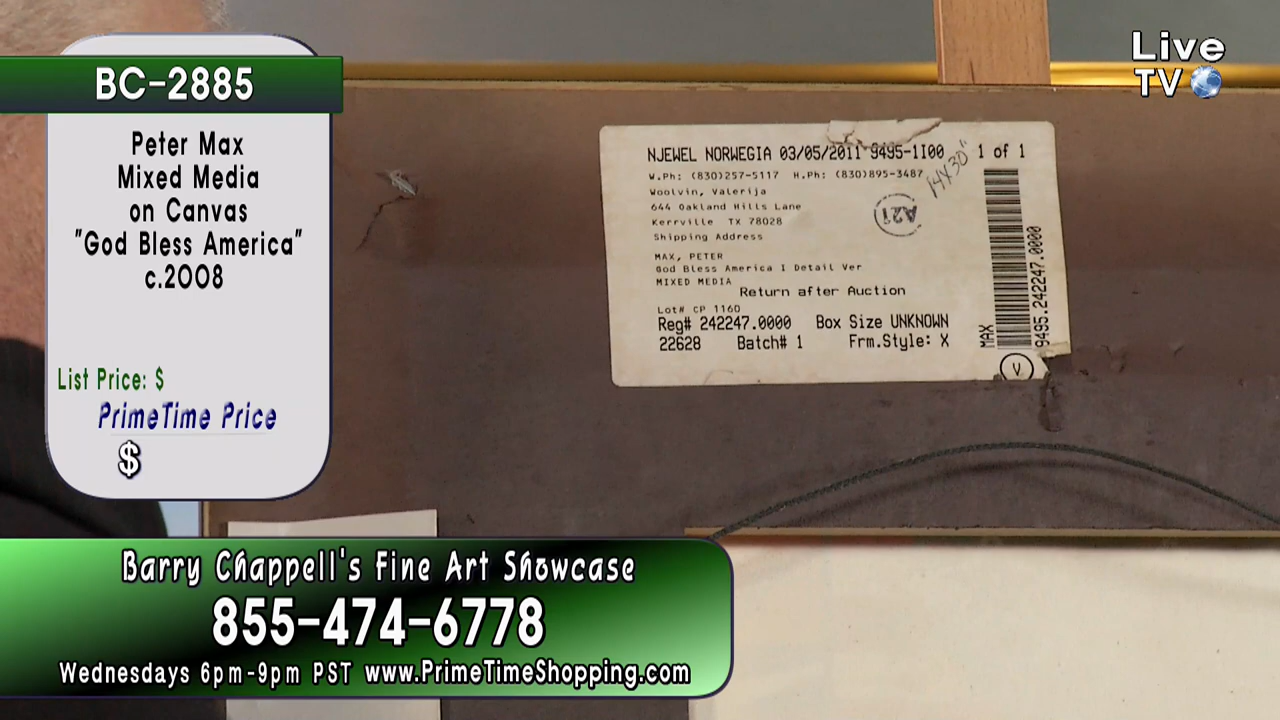 Live
TV
BC-2885
Peter Max
Mixed Media
on Canvas
"God Bless America"
c.2008
List Price: $
PrimeTime Price
$
NJEWEL NORWEGIA 03/05/2011 9495-1100 1 of 1
W.Ph: (830)257-5117 H.Ph: (830)895-3487
14X30"
Woolvin, Valerija
644 Oakland Hills Lane
A21
Kerrville TX 78028
Shipping Address
MAX, PETER
God Bless America I Detail Ver
MIXED MEDIA
Return after Auction
Lot# CP 1160
Reg# 242247.0000 Box Size UNKNOWN
22628 Batch# 1 Frm.Style: X
MAX
9495.242247.0000
V
Barry Chappell's Fine Art Showcase
855-474-6778
Wednesdays 6pm-9pm PST www.PrimeTimeShopping.com